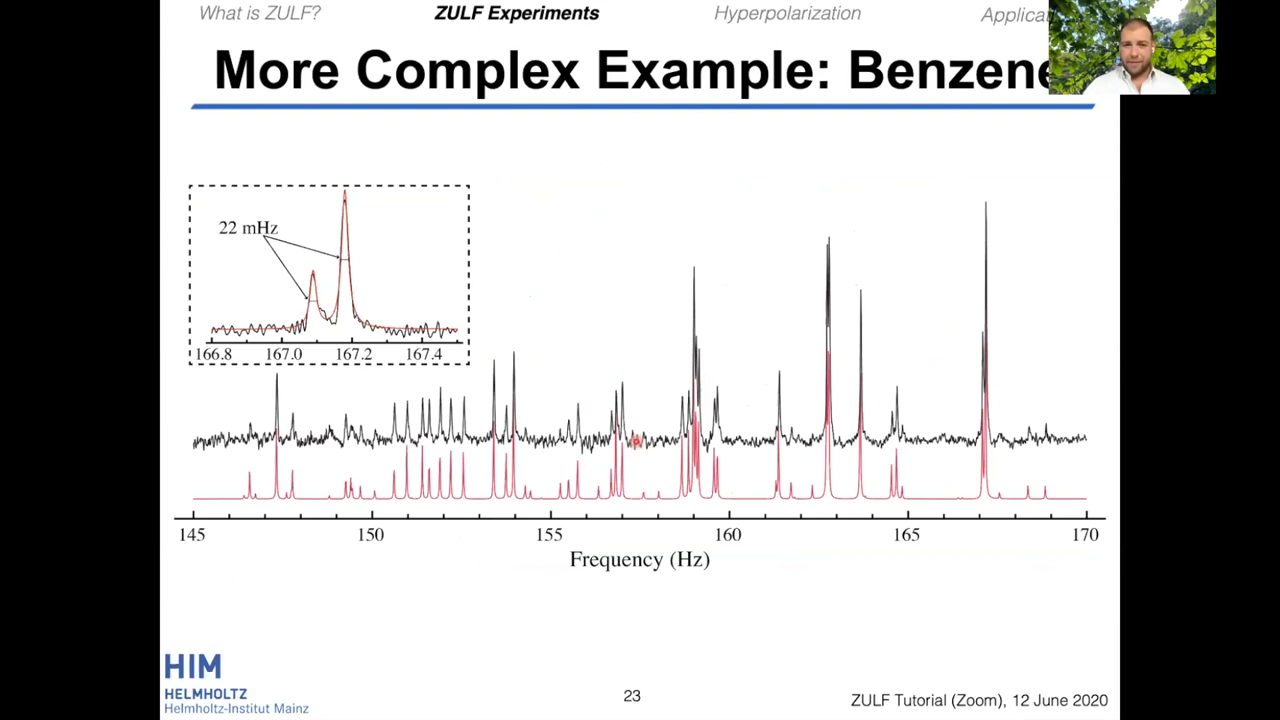 What is ZULF? ZULF Experiments Hyperpolarization
More Complex Example: Benzene
22 mHz
166.8 167.0 167.2 167.4
145 150 155 160 165 170
Frequency (Hz)
HIM
HELMHOLTZ
Helmholtz-Institut Mainz
23
ZULF Tutorial (Zoom), 12 June 2020